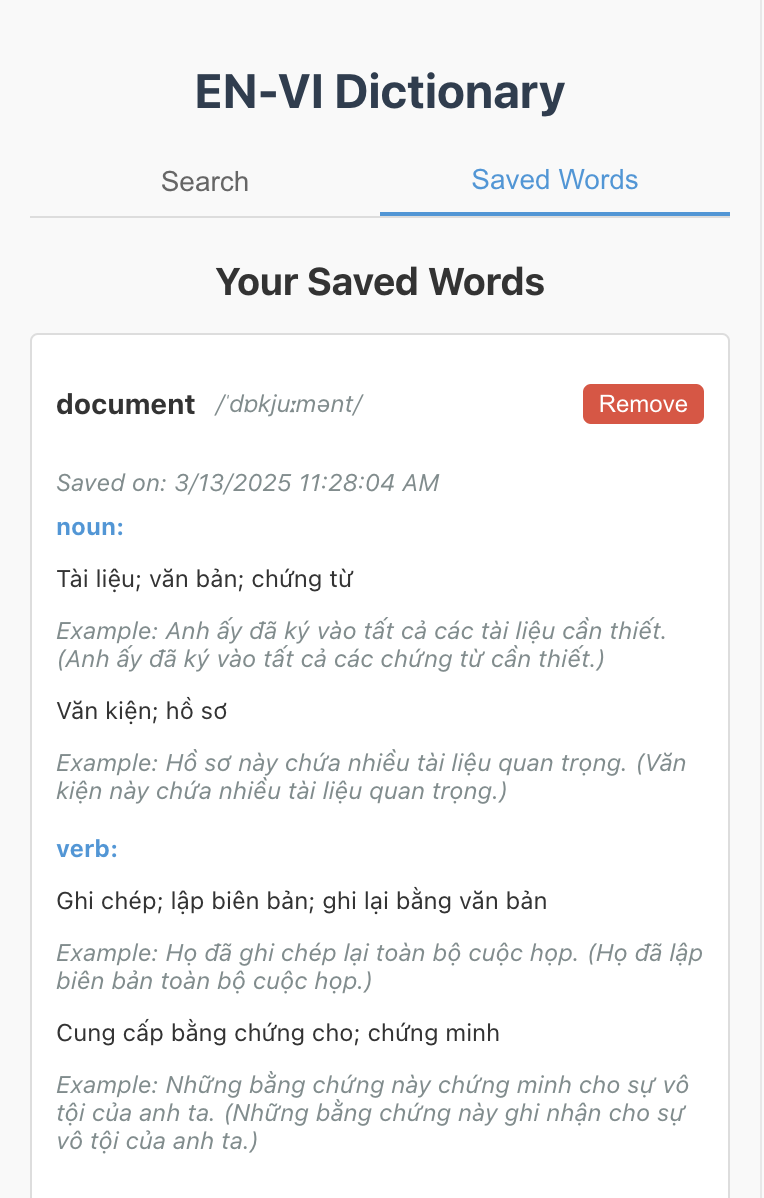 EN-VI Dictionary
Search
Saved Words
Your Saved Words
document /ˈdɒkjuːmənt/
Remove
Saved on: 3/13/2025 11:28:04 AM
noun:
Tài liệu; văn bản; chứng từ
Example: Anh ấy đã ký vào tất cả các tài liệu cần thiết.
(Anh ấy đã ký vào tất cả các chứng từ cần thiết.)
Văn kiện; hồ sơ
Example: Hồ sơ này chứa nhiều tài liệu quan trọng. (Văn
kiện này chứa nhiều tài liệu quan trọng.)
verb:
Ghi chép; lập biên bản; ghi lại bằng văn bản
Example: Họ đã ghi chép lại toàn bộ cuộc họp. (Họ đã lập
biên bản toàn bộ cuộc họp.)
Cung cấp bằng chứng cho; chứng minh
Example: Những bằng chứng này chứng minh cho sự vô
tội của anh ta. (Những bằng chứng này ghi nhận cho sự
vô tội của anh ta.)